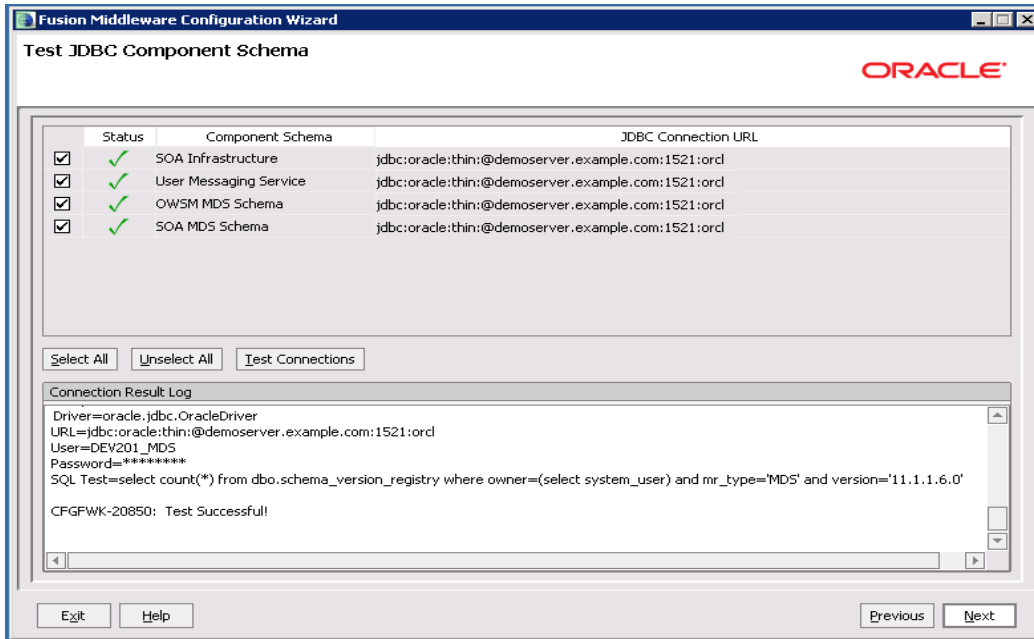 Fusion Middleware Configuration Wizard
Test JDBC Component Schema
ORACLE
Status Component Schema JDBC Connection URL
SOA Infrastructure jdbc:oracle:thin:@demoserver.example.com:1521:orcl
User Messaging Service jdbc:oracle:thin:@demoserver.example.com:1521:orcl
OWSM MDS Schema jdbc:oracle:thin:@demoserver.example.com:1521:orcl
SOA MDS Schema jdbc:oracle:thin:@demoserver.example.com:1521:orcl
Select All Unselect All Test Connections
Connection Result Log
Driver=oracle.jdbc.OracleDriver
URL=jdbc:oracle:thin:@demoserver.example.com:1521:orcl
User=DEV201_MDS
Password=********
SQL Test=select count(*) from dbo.schema_version_registry where owner=(select system_user) and mr_type='MDS' and version='11.1.1.6.0'
CFGFWK-20850: Test Successful!
Exit Help Previous Next